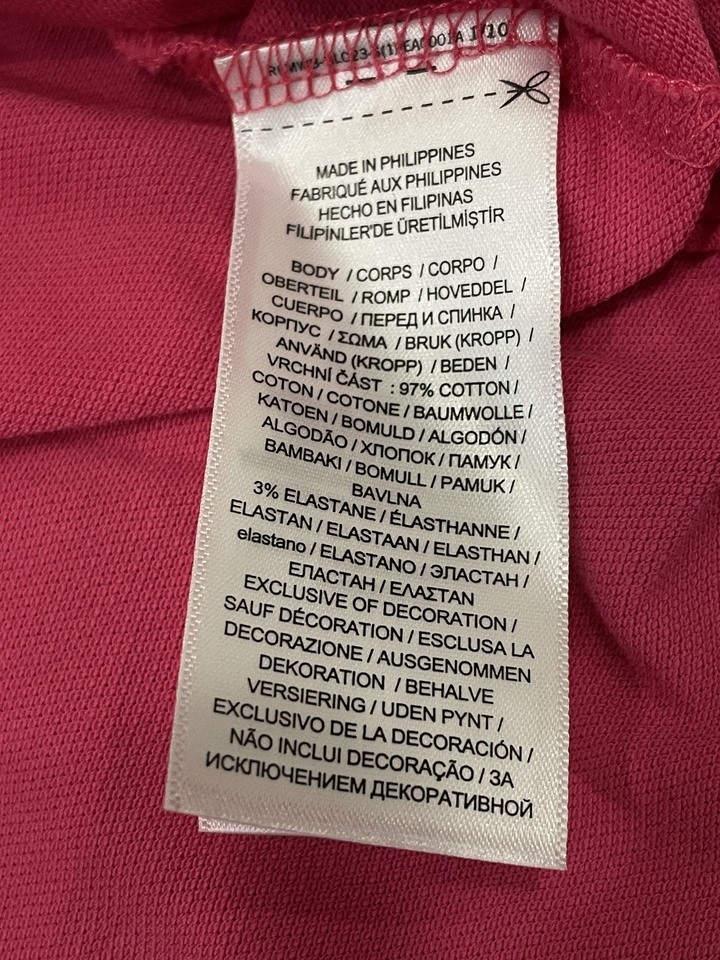 MADE IN PHILIPPINES
FABRIQUÉ AUX PHILIPPINES
HECHO EN FILIPINAS
FİLİPİNLER'DE ÜRETİLMİŞTİR
BODY / CORPS / CORPO /
OBERTEIL / ROMP / HOVEDDEL /
CUERPO / ПЕРЕД И СПИНКА /
КОРПУС / ΣΩΜΑ / BRUK (KROPP) /
ANVÄND (KROPP) / BEDEN /
VRCHNÍ ČÁST : 97% COTTON /
COTON / COTONE / BAUMWOLLE /
KATOEN / BOMULD / ALGODÓN /
ALGODÃO / ХЛОПОК / ПАМУК /
BAMBAKI / BOMULL / PAMUK /
BAVLNA
3% ELASTANE / ÉLASTHANNE /
ELASTAN / ELASTAAN / ELASTHAN /
elastano / ELASTANO / ЭЛАСТАН /
ЕЛАСТАН / ΕΛΑΣΤΑΝ
EXCLUSIVE OF DECORATION /
SAUF DÉCORATION / ESCLUSA LA
DECORAZIONE / AUSGENOMMEN
DEKORATION / BEHALVE
VERSIERING / UDEN PYNT /
EXCLUSIVO DE LA DECORACIÓN /
NÃO INCLUI DECORAÇÃO / ЗА
ИСКЛЮЧЕНИЕМ ДЕКОРАТИВНОЙ